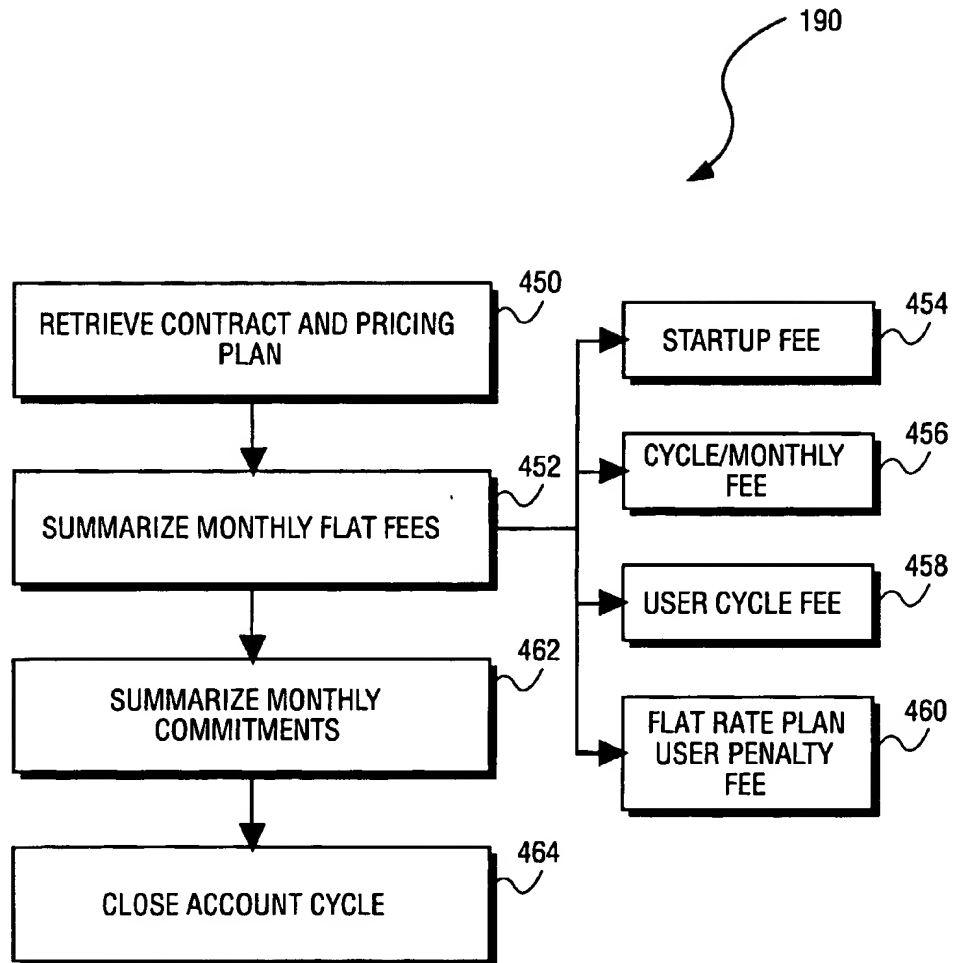 190
450
RETRIEVE CONTRACT AND PRICING
PLAN
454
STARTUP FEE
452
SUMMARIZE MONTHLY FLAT FEES
456
CYCLE/MONTHLY
FEE
458
USER CYCLE FEE
462
SUMMARIZE MONTHLY
COMMITMENTS
460
FLAT RATE PLAN
USER PENALTY
FEE
464
CLOSE ACCOUNT CYCLE